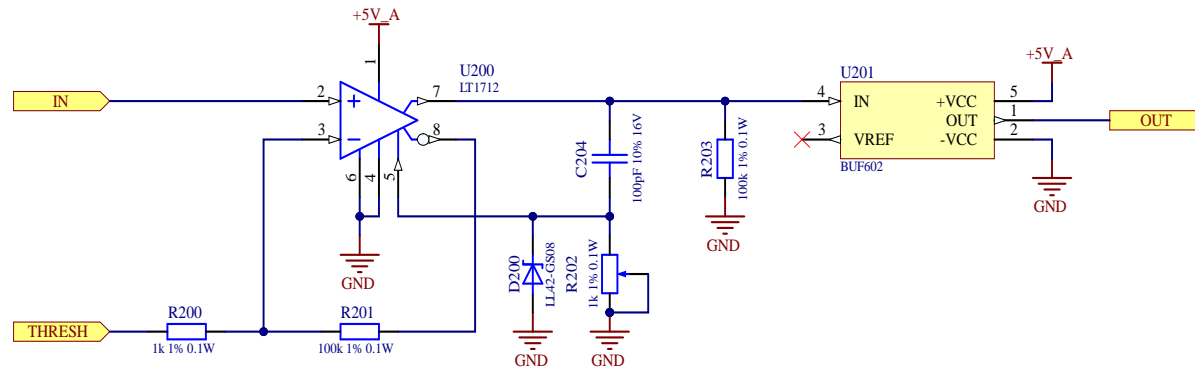 +5V_A
1
U200
LT1712
IN
2
7
3
8
6
4
5
GND
THRESH
R200
1k 1% 0.1W
R201
100k 1% 0.1W
C204
100pF 10% 16V
D200
LL42-GS08
GND
R202
1k 1% 0.1W
GND
R203
100k 1% 0.1W
GND
U201
4
IN
+VCC
5
+5V_A
OUT
1
OUT
3
VREF
-VCC
2
BUF602
GND